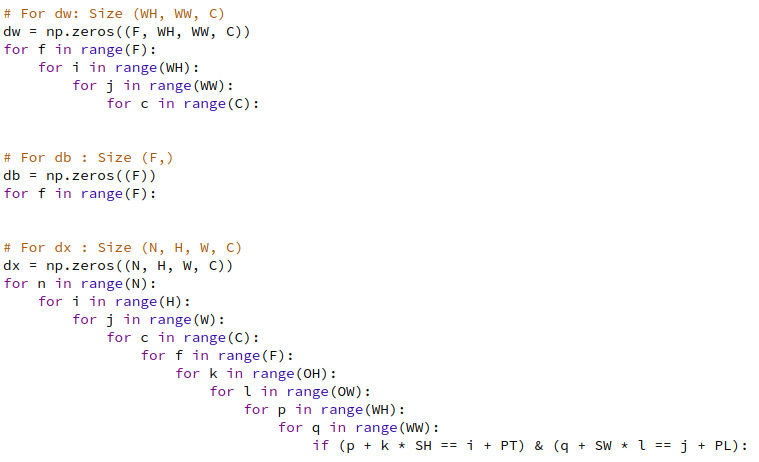 # For dw: Size (WH, WW, C)
dw = np.zeros((F, WH, WW, C))
for f in range(F):
    for i in range(WH):
        for j in range(WW):
            for c in range(C):
# For db : Size (F,)
db = np.zeros((F))
for f in range(F):
# For dx : Size (N, H, W, C)
dx = np.zeros((N, H, W, C))
for n in range(N):
    for i in range(H):
        for j in range(W):
            for c in range(C):
                for f in range(F):
                    for k in range(OH):
                        for l in range(OW):
                            for p in range(WH):
                                for q in range(WW):
                                    if (p + k * SH == i + PT) & (q + SW * l == j + PL):